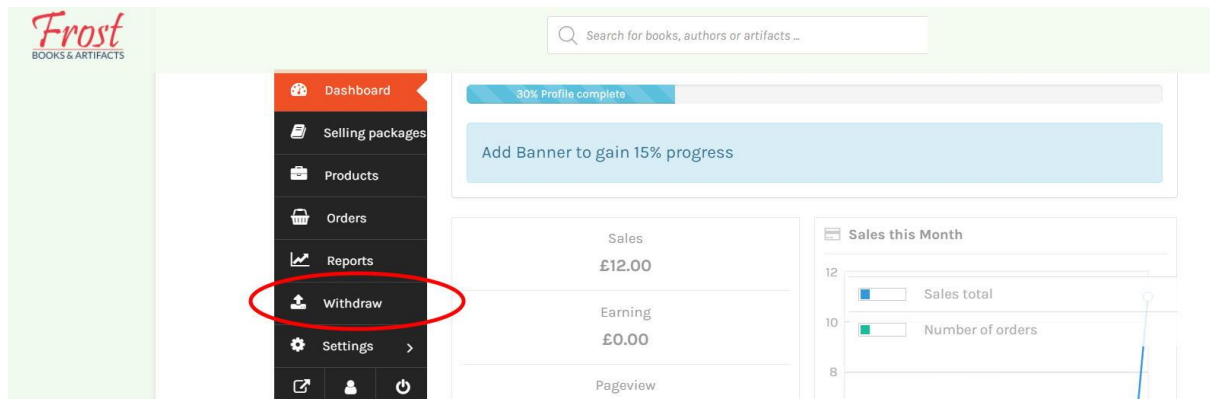 Frost
BOOKS & ARTIFACTS
Search for books, authors or artifacts ...
Dashboard
Selling packages
Products
Orders
Reports
Withdraw
Settings
30% Profile complete
Add Banner to gain 15% progress
Sales
£12.00
Earning
£0.00
Pageview
Sales this Month
12
Sales total
10
Number of orders
8